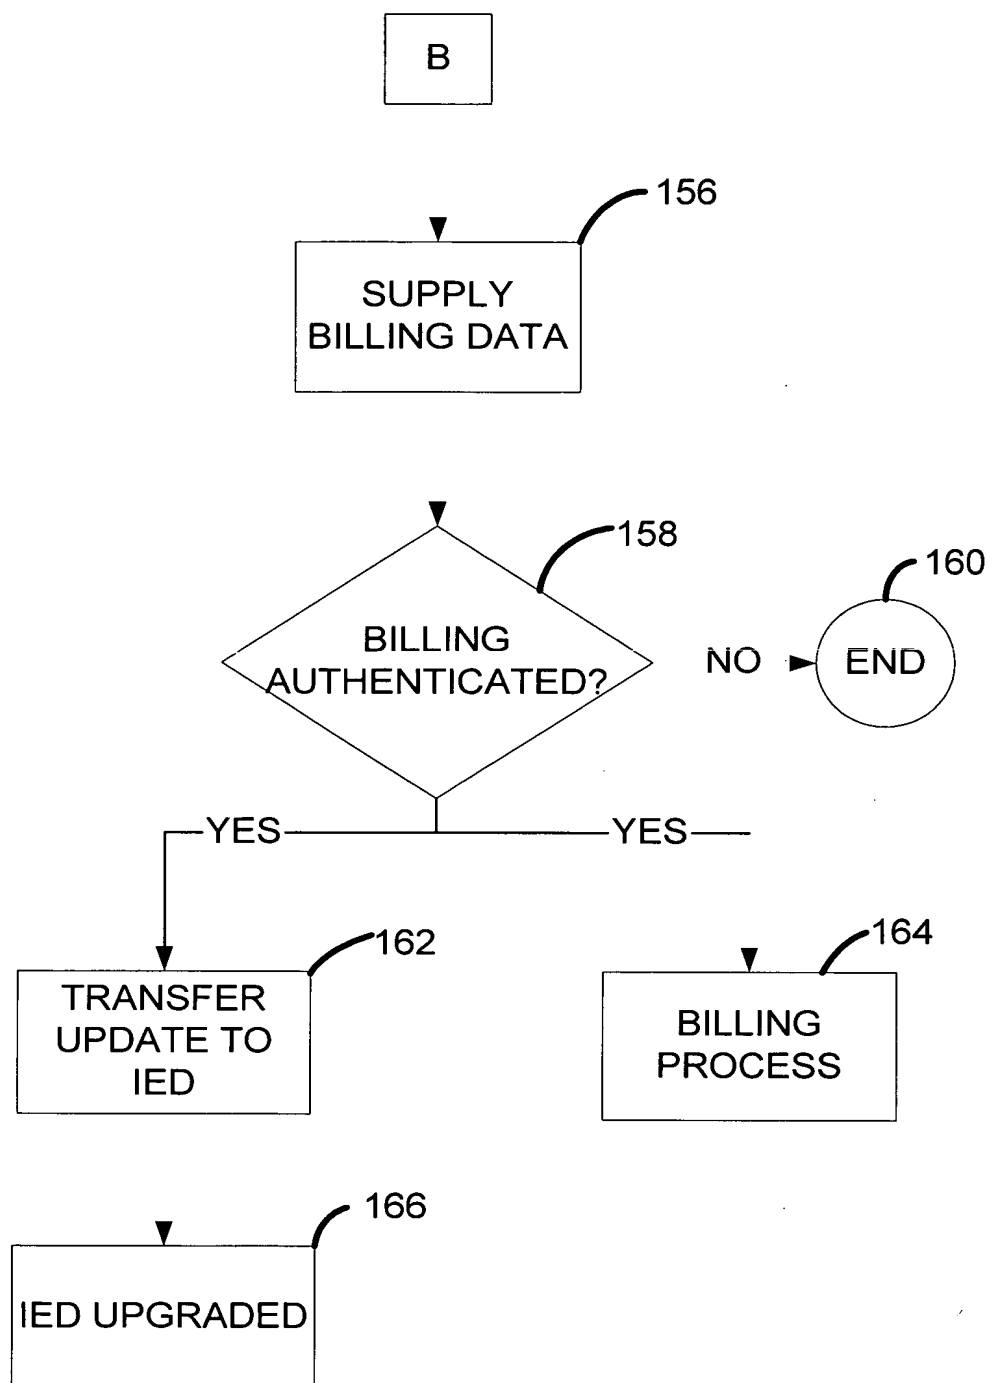 B
156
SUPPLY
BILLING DATA
158
160
BILLING
AUTHENTICATED?
NO
END
YES
YES
162
164
TRANSFER
UPDATE TO
IED
BILLING
PROCESS
166
IED UPGRADED